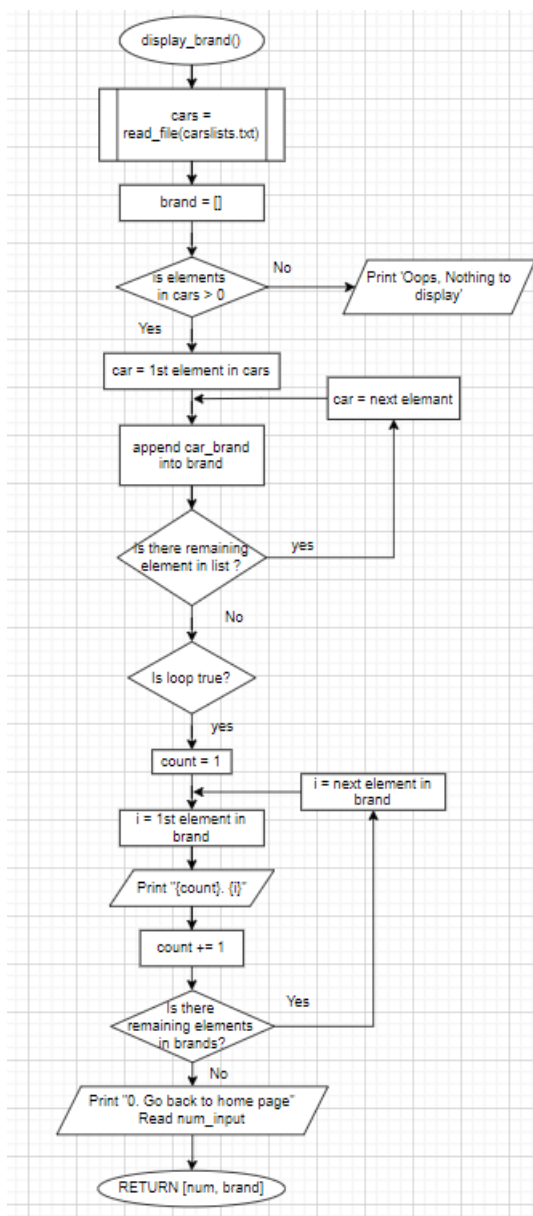 display_brand()
cars =
read_file(carslists.txt)
brand = []
is elements
in cars > 0
No
Print 'Oops, Nothing to
display'
Yes
car = 1st element in cars
car = next elemant
append car_brand
into brand
Is there remaining
element in list ?
yes
No
Is loop true?
yes
count = 1
i = next element in
brand
i = 1st element in
brand
Print "{count}. {i}"
count += 1
Is there
remaining elements
in brands?
Yes
No
Print "0. Go back to home page"
Read num_input
RETURN [num, brand]